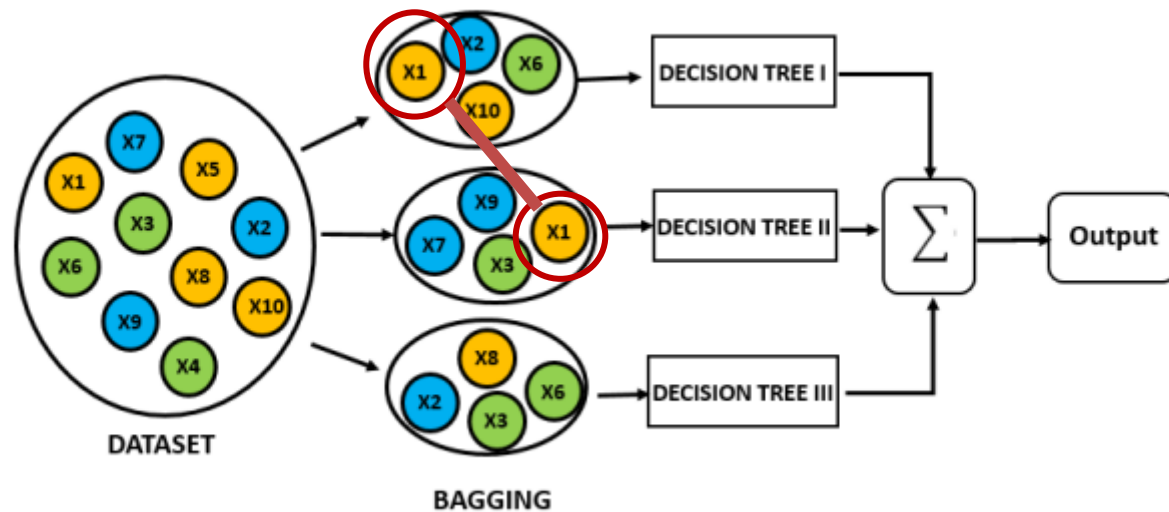 X7
X1
X5
X3
X2
X6
X8
X10
X9
X4
DATASET
X1
X2
X6
X10
X9
X7
X3
X1
X8
X2
X3
X6
BAGGING
DECISION TREE I
DECISION TREE II
DECISION TREE III
∑
Output